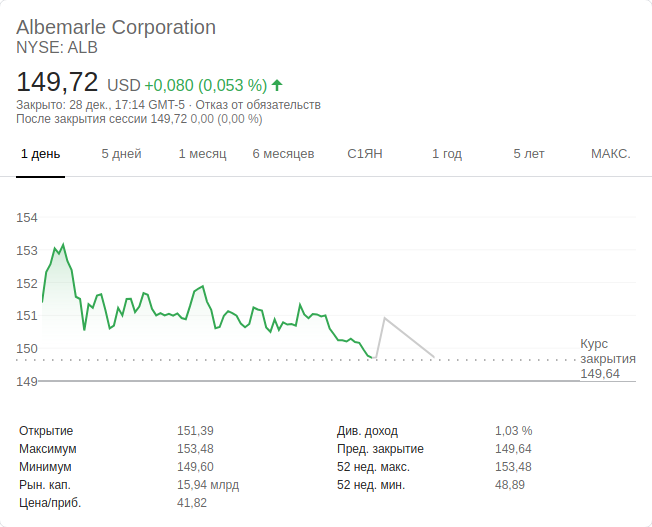 Albemarle Corporation
NYSE: ALB
149,72 USD +0,080 (0,053 %)
Закрыто: 28 дек., 17:14 GMT-5 · Отказ от обязательств
После закрытия сессии 149,72 0,00 (0,00 %)
1 день 5 дней 1 месяц 6 месяцев С1ЯН 1 год 5 лет МАКС.
154
153
152
151
150
149
Курс
закрытия
149,64
Открытие 151,39 Див. доход 1,03 %
Максимум 153,48 Пред. закрытие 149,64
Минимум 149,60 52 нед. макс. 153,48
Рын. кап. 15,94 млрд 52 нед. мин. 48,89
Цена/приб. 41,82